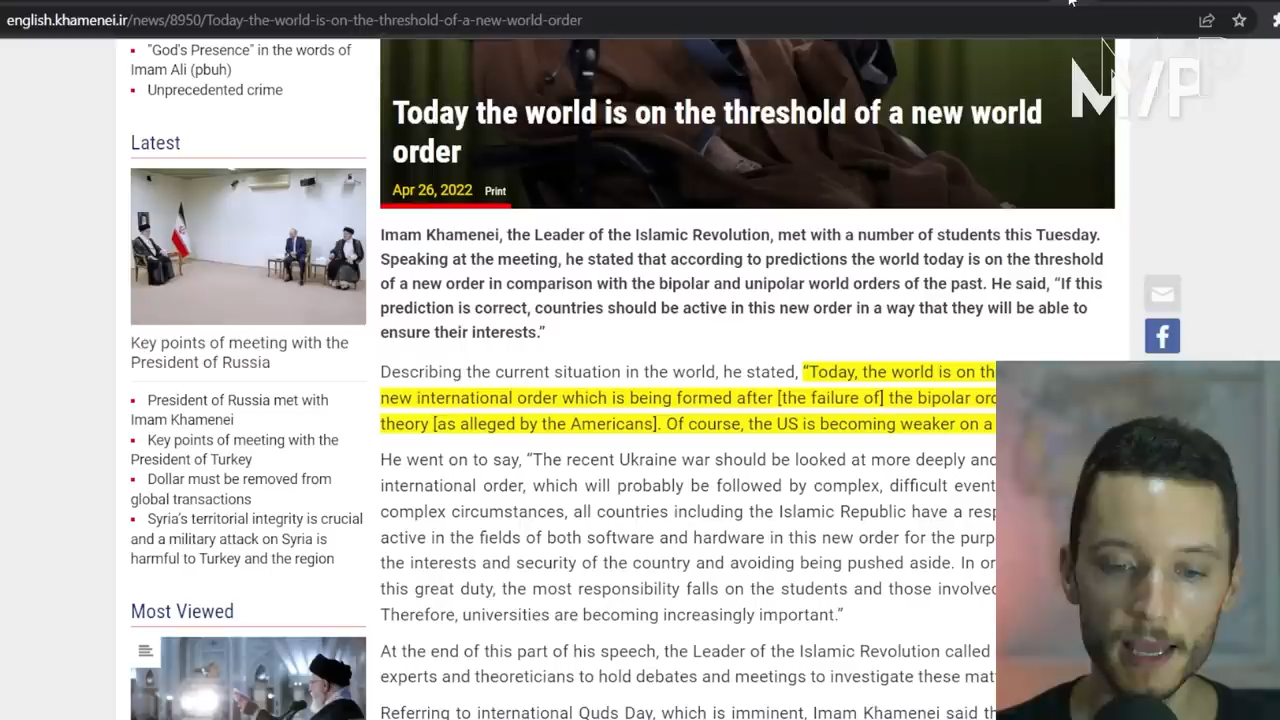 english.khamenei.ir/news/8950/Today-the-world-is-on-the-threshold-of-a-new-world-order
MVP
"God's Presence" in the words of
Imam Ali (pbuh)
Unprecedented crime
Latest
Key points of meeting with the
President of Russia
President of Russia met with
Imam Khamenei
Key points of meeting with the
President of Turkey
Dollar must be removed from
global transactions
Syria's territorial integrity is crucial
and a military attack on Syria is
harmful to Turkey and the region
Most Viewed
Today the world is on the threshold of a new world
order
Apr 26, 2022 Print
Imam Khamenei, the Leader of the Islamic Revolution, met with a number of students this Tuesday.
Speaking at the meeting, he stated that according to predictions the world today is on the threshold
of a new order in comparison with the bipolar and unipolar world orders of the past. He said, “If this
prediction is correct, countries should be active in this new order in a way that they will be able to
ensure their interests.”
Describing the current situation in the world, he stated, “Today, the world is on th
new international order which is being formed after [the failure of] the bipolar ord
theory [as alleged by the Americans]. Of course, the US is becoming weaker on a
He went on to say, “The recent Ukraine war should be looked at more deeply and
international order, which will probably be followed by complex, difficult event
complex circumstances, all countries including the Islamic Republic have a resp
active in the fields of both software and hardware in this new order for the purp
the interests and security of the country and avoiding being pushed aside. In or
this great duty, the most responsibility falls on the students and those involved
Therefore, universities are becoming increasingly important.”
At the end of this part of his speech, the Leader of the Islamic Revolution called
experts and theoreticians to hold debates and meetings to investigate these mat
Referring to international Quds Day, which is imminent, Imam Khamenei said th